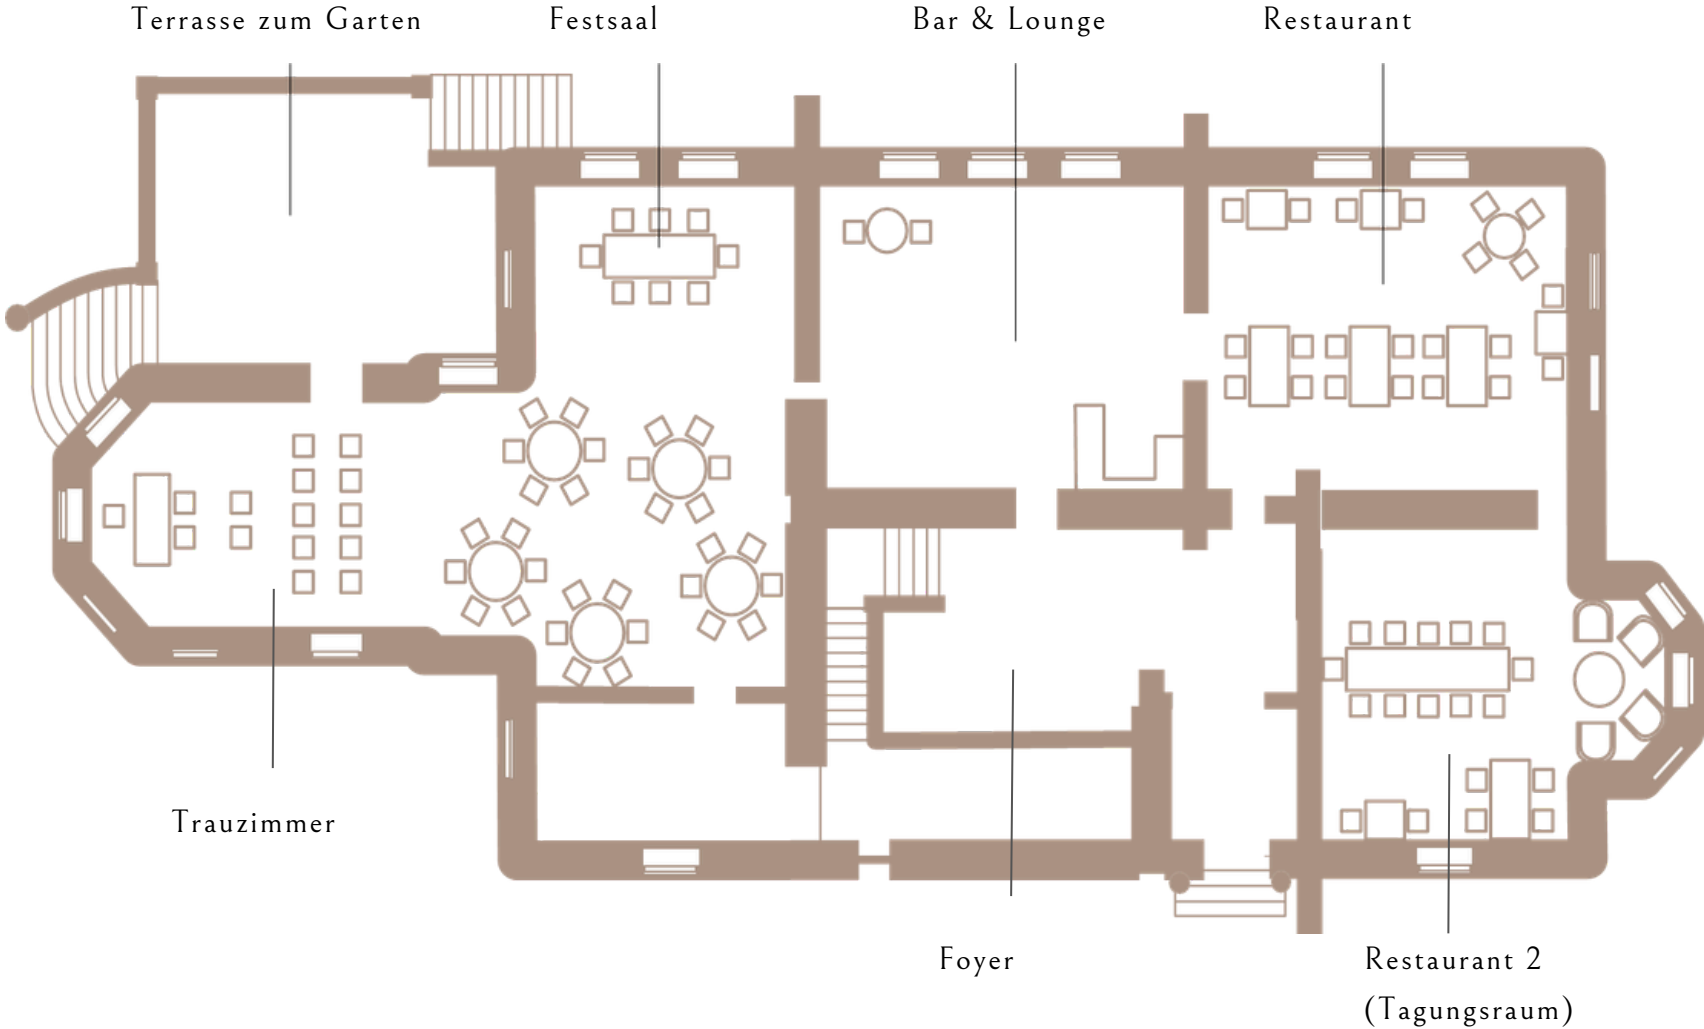 Terrasse zum Garten
Festsaal
Bar & Lounge
Restaurant
Trauzimmer
Foyer
Restaurant 2
(Tagungsraum)